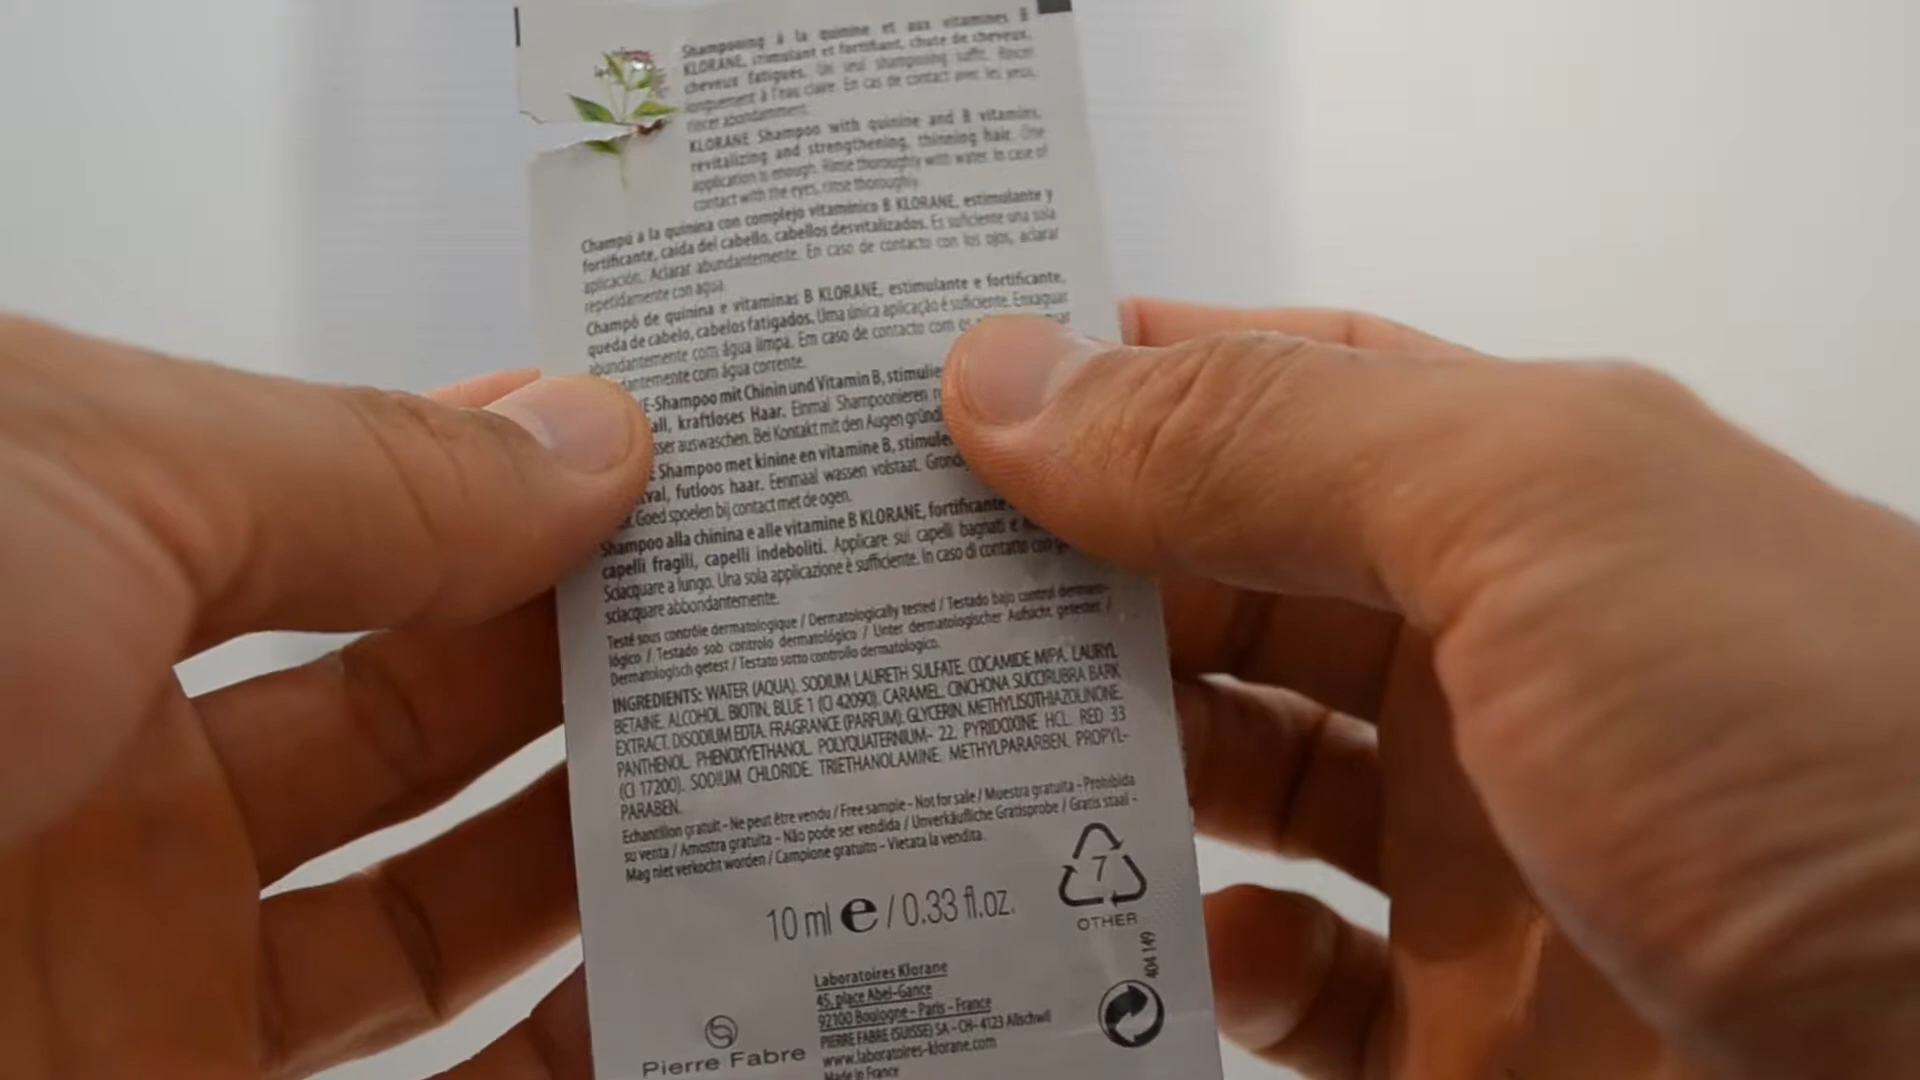 Shampooing à la quinine et aux vitamines B
KLORANE, stimulant et fortifiant, chute de cheveux,
cheveux fatigués. Un seul shampooing suffit. Rincer
longuement à l'eau claire. En cas de contact avec les yeux,
rincer abondamment.
KLORANE Shampoo with quinine and B vitamins,
revitalizing and strengthening, thinning hair. One
application is enough. Rinse thoroughly with water. In case of
contact with the eyes, rinse thoroughly.
Champú a la quinina con complejo vitamínico B KLORANE, estimulante y
fortificante, caída del cabello, cabellos desvitalizados. Es suficiente una sola
aplicación. Aclarar abundantemente. En caso de contacto con los ojos, aclarar
repetidamente con agua.
Champô de quinina e vitaminas B KLORANE, estimulante e fortificante,
queda de cabelo, cabelos fatigados. Uma única aplicação é suficiente. Enxaguar
abundantemente com água limpa. Em caso de contacto com os
dantemente com água corrente.
E-Shampoo mit Chinin und Vitamin B, stimulie
all, kraftloses Haar. Einmal Shampoonieren
sser auswaschen. Bei Kontakt mit den Augen gründ
E Shampoo met kinine en vitamine B, stimule
val, futloos haar. Eenmaal wassen volstaat. Grond
Goed spoelen bij contact met de ogen.
Shampoo alla chinina e alle vitamine B KLORANE, fortificante
capelli fragili, capelli indeboliti. Applicare sui capelli bagnati e
Sciacquare a lungo. Una sola applicazione è sufficiente. In caso di contatto con
sciacquare abbondantemente.
Testé sous contrôle dermatologique / Dermatologically tested / Testado bajo control dermato-
lógico / Testado sob controlo dermatológico / Unter dermatologischer Aufsicht getestet /
Dermatologisch getest / Testato sotto controllo dermatologico.
INGREDIENTS: WATER (AQUA). SODIUM LAURETH SULFATE. COCAMIDE MIPA. LAURYL
BETAINE. ALCOHOL. BIOTIN. BLUE 1 (CI 42090). CARAMEL. CINCHONA SUCCIRUBRA BARK
EXTRACT. DISODIUM EDTA. FRAGRANCE (PARFUM). GLYCERIN. METHYLISOTHIAZOLINONE.
PANTHENOL. PHENOXYETHANOL. POLYQUATERNIUM- 22. PYRIDOXINE HCL. RED 33
(CI 17200). SODIUM CHLORIDE. TRIETHANOLAMINE. METHYLPARABEN. PROPYL-
PARABEN.
Echantillon gratuit - Ne peut être vendu / Free sample - Not for sale / Muestra gratuita - Prohibida
su venta / Amostra gratuita - Não pode ser vendida / Unverkäufliche Gratisprobe / Gratis staal -
Mag niet verkocht worden / Campione gratuito - Vietata la vendita.
7
10 ml e / 0.33 fl.oz.
OTHER
404 149
Laboratoires Klorane
45, place Abel-Gance
92100 Boulogne - Paris - France
PIERRE FABRE (SUISSE) SA - CH- 4123 Allschwil
www.laboratoires-klorane.com
Made in France
Pierre Fabre